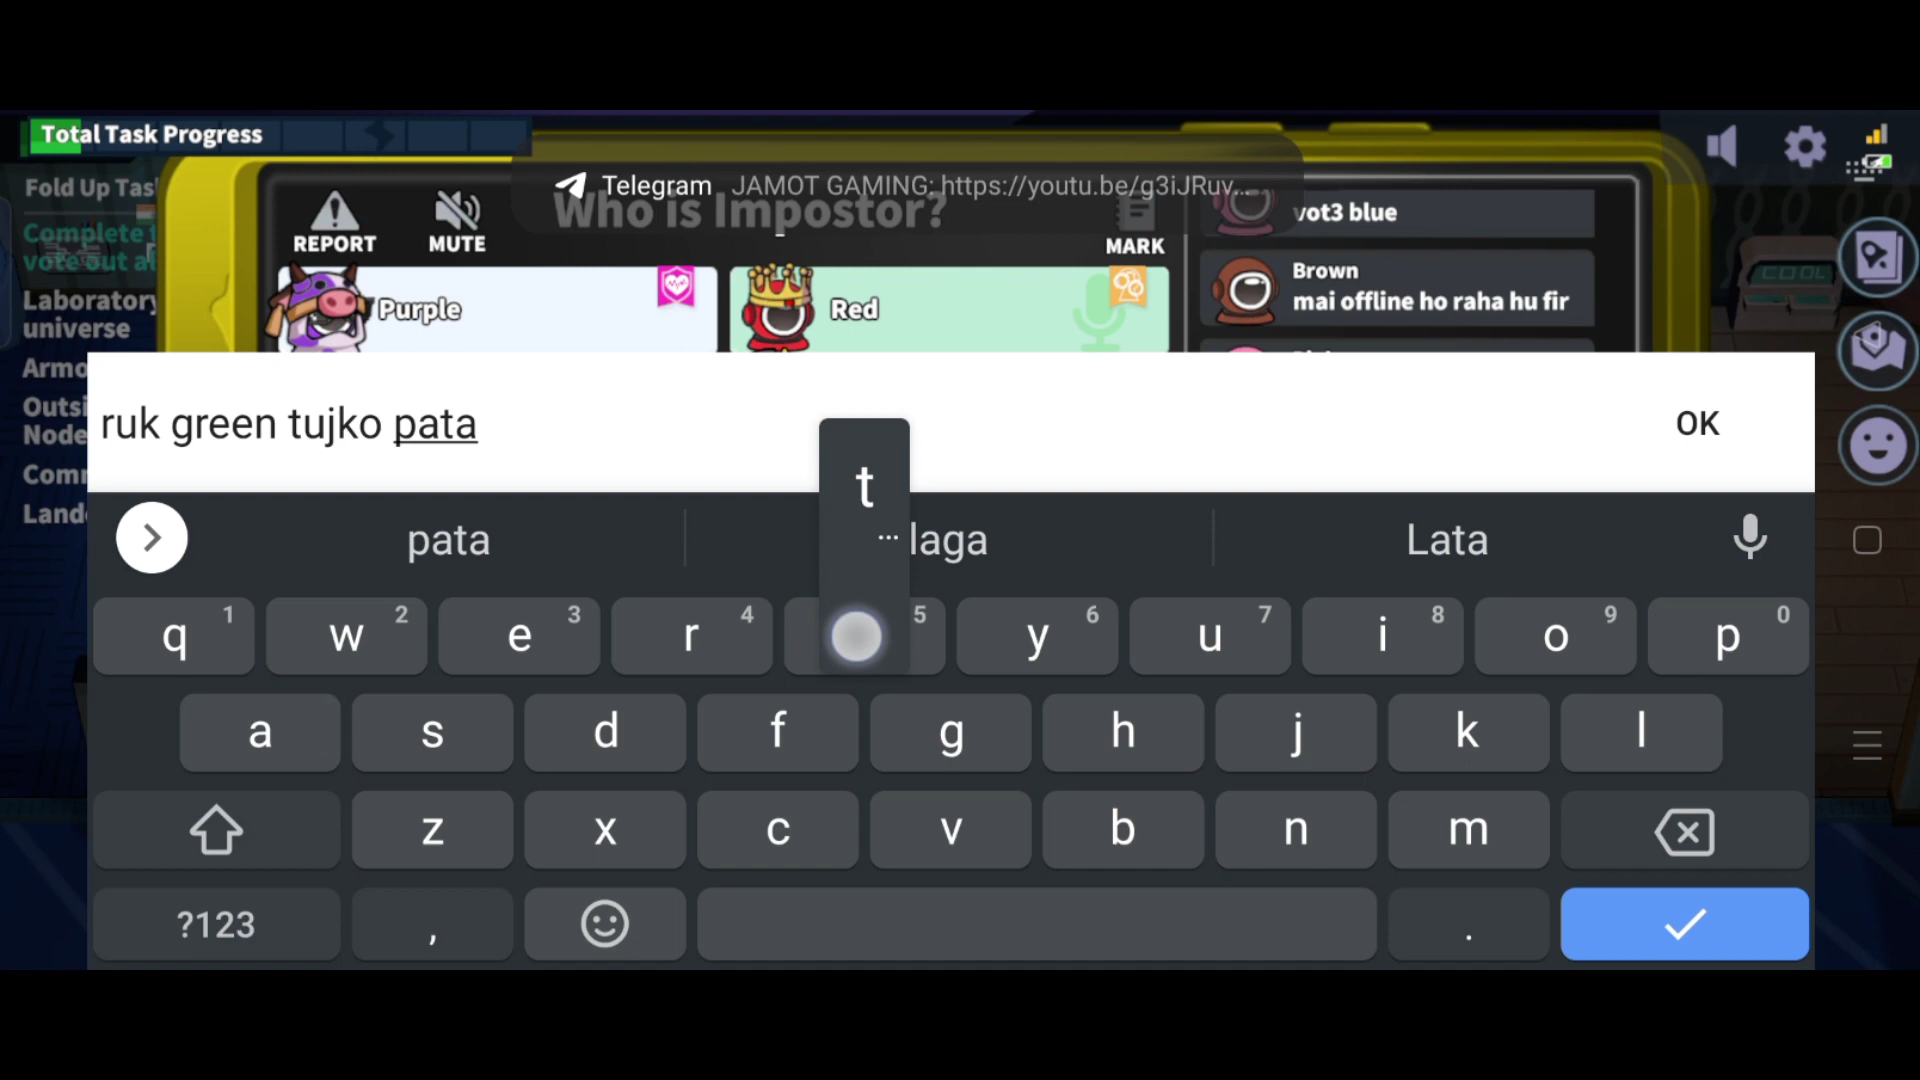 Total Task Progress
Fold Up Tas
Complete t
vote out al
Laboratory
universe
Armo
Outsi
Node
Com
Land
Telegram JAMOT GAMING: https://youtu.be/g3iJRuv...
Who is Impostor?
REPORT
MUTE
MARK
Purple
Red
vot3 blue
Brown
mai offline ho raha hu fir
COOL
ruk green tujko pata
OK
t
pata
laga
Lata
q 1 w 2 e 3 r 4 5 y 6 u 7 i 8 o 9 p 0
a s d f g h j k l
z x c v b n m
?123 , .